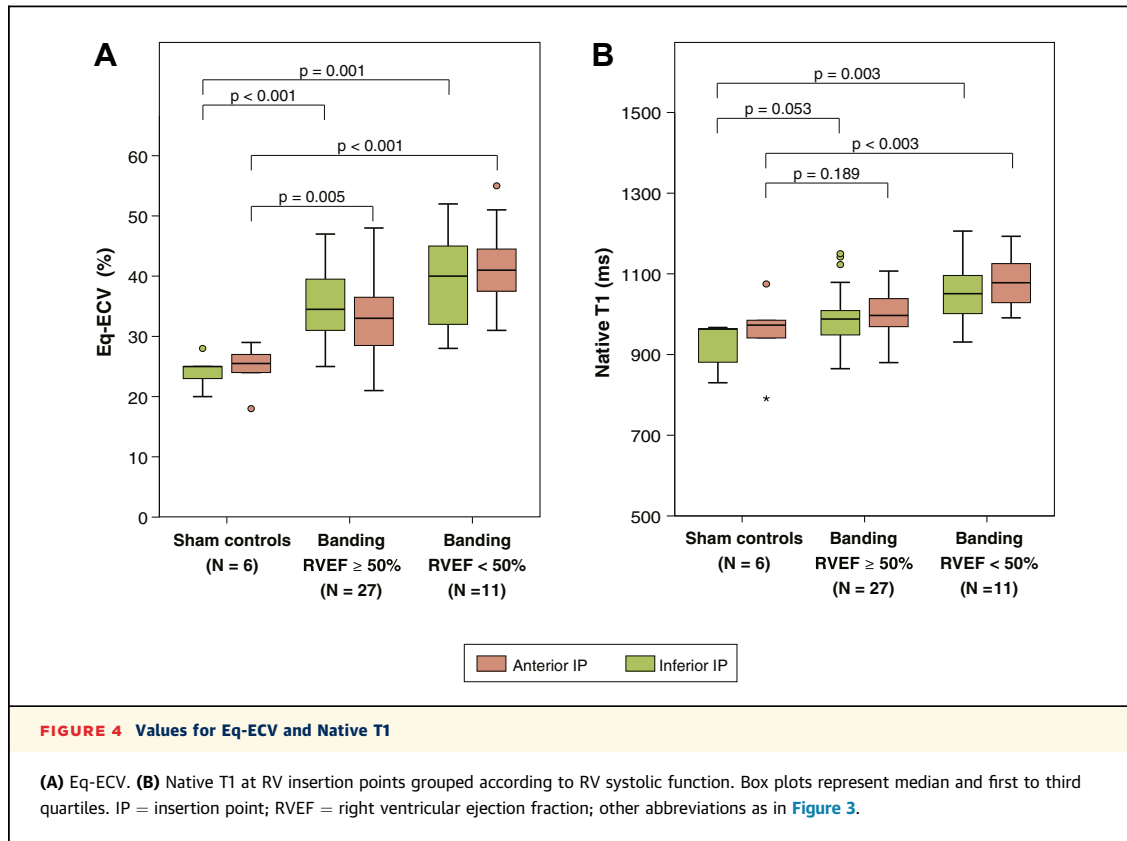 A
p = 0.001
p < 0.001
p < 0.001
p = 0.005
Eq-ECV (%)
60
50
40
30
20
10
0
Sham controls
(N = 6)
Banding
RVEF ≥ 50%
(N = 27)
Banding
RVEF < 50%
(N =11)
B
p = 0.003
p = 0.053
p < 0.003
p = 0.189
Native T1 (ms)
1500
1300
1100
900
700
500
*
Sham controls
(N = 6)
Banding
RVEF ≥ 50%
(N = 27)
Banding
RVEF < 50%
(N =11)
Anterior IP
Inferior IP
FIGURE 4 Values for Eq-ECV and Native T1
(A) Eq-ECV. (B) Native T1 at RV insertion points grouped according to RV systolic function. Box plots represent median and first to third
quartiles. IP = insertion point; RVEF = right ventricular ejection fraction; other abbreviations as in Figure 3.